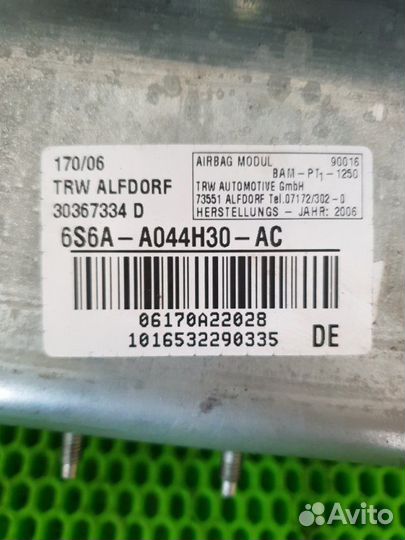 170/06
TRW ALFDORF
30367334 D
AIRBAG MODUL 90016
BAM-PT1-1250
TRW AUTOMOTIVE GmbH
73551 ALFDORF Tel.07172/302-0
HERSTELLUNGS - JAHR: 2006
6S6A-A044H30-AC
06170A22028
1016532290335 DE
Avito